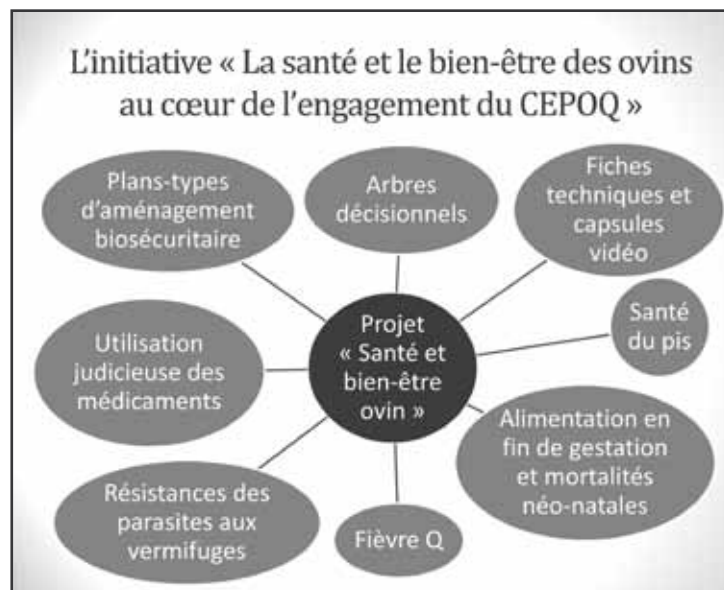 L'initiative « La santé et le bien-être des ovins
au cœur de l'engagement du CEPOQ »
Plans-types
d'aménagement
biosécuritaire
Arbres
décisionnels
Fiches
techniques et
capsules
vidéo
Santé
du pis
Projet
« Santé et
bien-être
ovin »
Utilisation
judicieuse des
médicaments
Alimentation en
fin de gestation
et mortalités
néo-natales
Résistances des
parasites aux
vermifuges
Fièvre Q